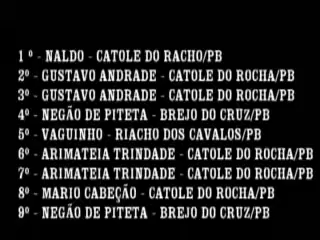 1 º - NALDO - CATOLE DO RACHO/PB
2º - GUSTAVO ANDRADE - CATOLE DO ROCHA/PB
3º - GUSTAVO ANDRADE - CATOLE DO ROCHA/PB
4º - NEGÃO DE PITETA - BREJO DO CRUZ/PB
5º - VAGUINHO - RIACHO DOS CAVALOS/PB
6º - ARIMATEIA TRINDADE - CATOLE DO ROCHA/PB
7º - ARIMATEIA TRINDADE - CATOLE DO ROCHA/PB
8º - MARIO CABEÇÃO - CATOLE DO ROCHA/PB
9º - NEGÃO DE PITETA - BREJO DO CRUZ/PB